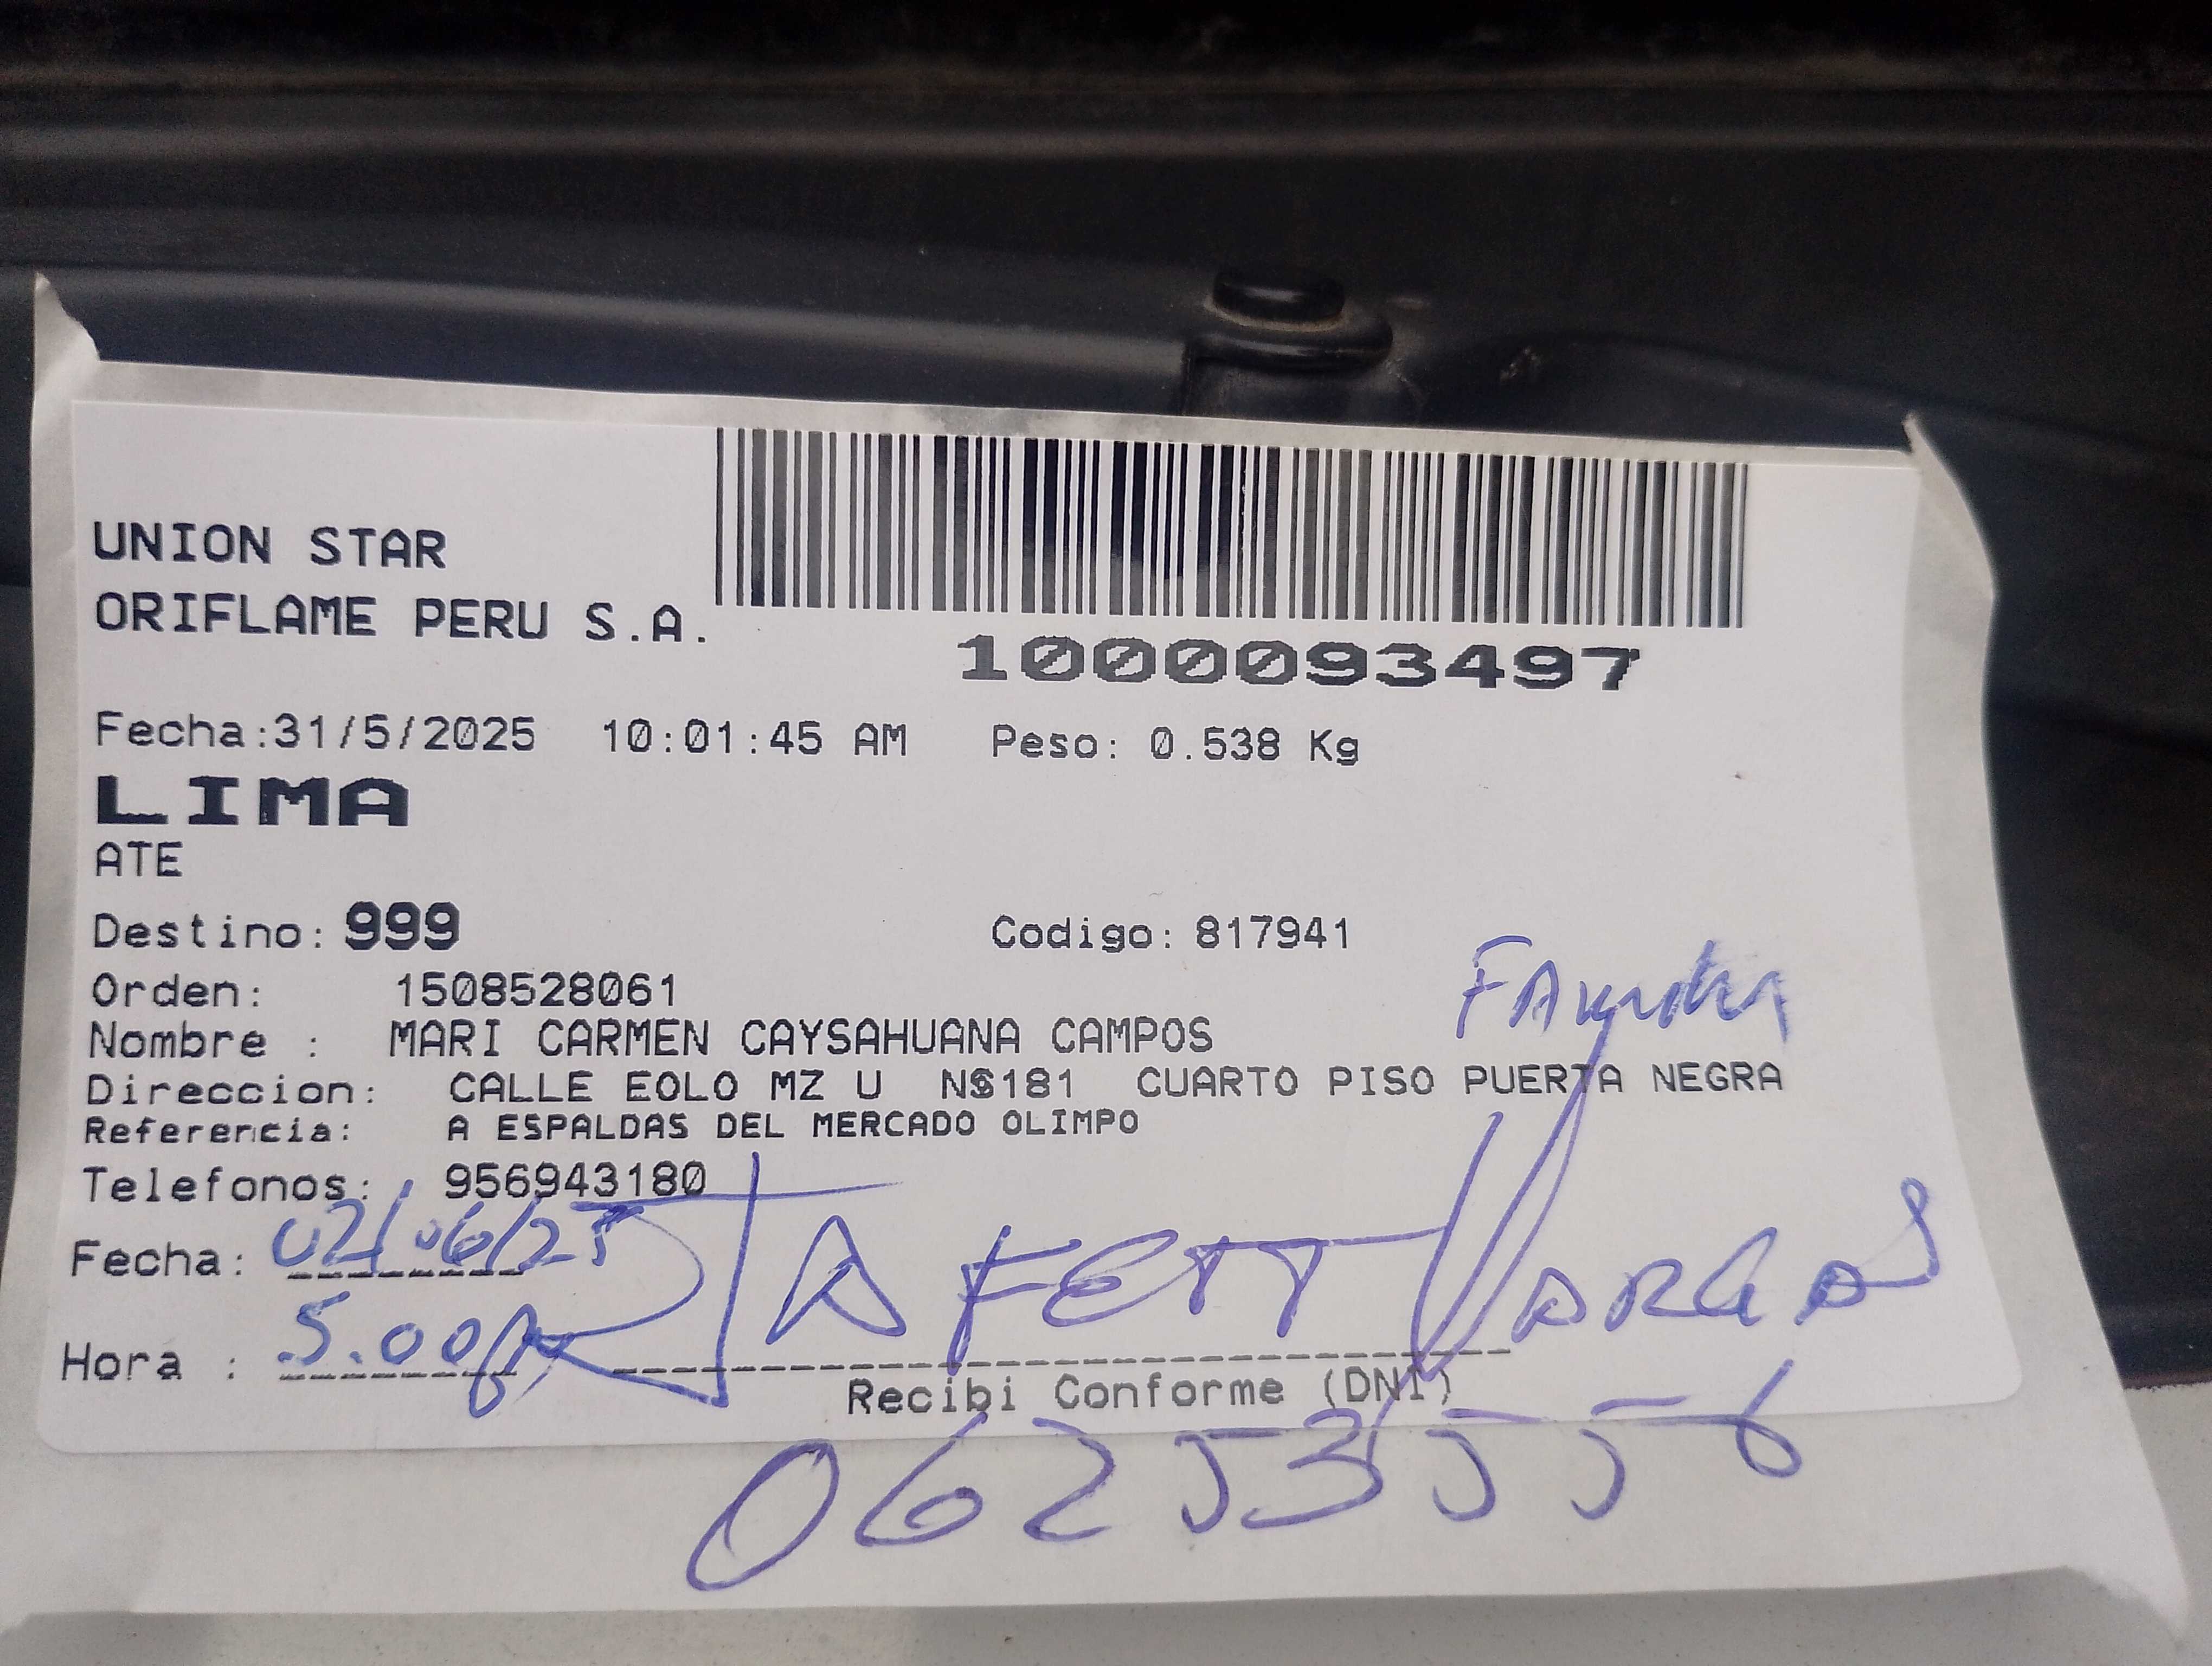 UNION STAR
ORIFLAME PERU S.A.
1000093497
Fecha:31/5/2025 10:01:45 AM Peso: 0.538 Kg
LIMA
ATE
Destino: 999 Codigo: 817941
Orden: 1508528061
Nombre : MARI CARMEN CAYSAHUANA CAMPOS
Direccion: CALLE EOLO MZ U N$181 CUARTO PISO PUERTA NEGRA
Referencia: A ESPALDAS DEL MERCADO OLIMPO
Telefonos: 956943180
Fecha: 02/06/25
VARGAS
Hora : 5.00
Recibi Conforme (DNI)
06253556